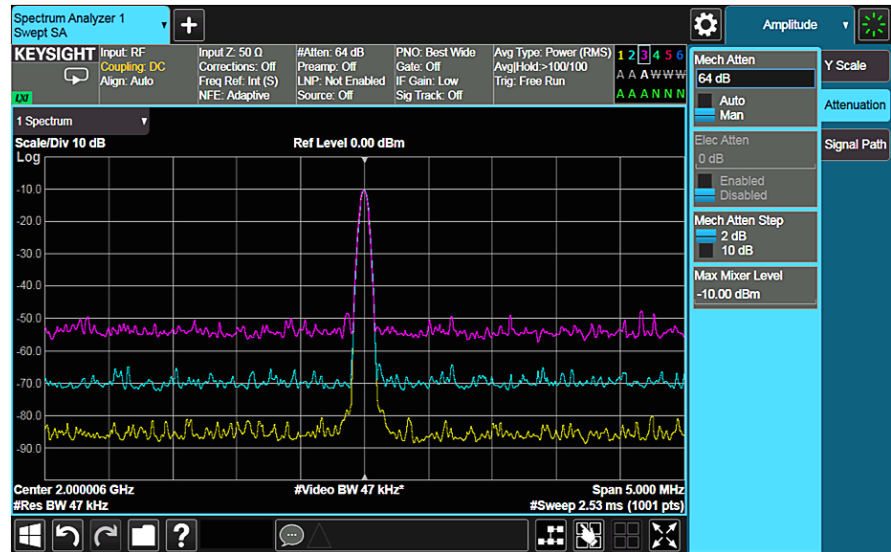 Spectrum Analyzer 1
Swept SA
KEYSIGHT
LXI
Input: RF
Coupling: DC
Align: Auto
Input Z: 50 Ω
Corrections: Off
Freq Ref: Int (S)
NFE: Adaptive
#Atten: 64 dB
Preamp: Off
LNP: Not Enabled
Source: Off
PNO: Best Wide
Gate: Off
IF Gain: Low
Sig Track: Off
Avg Type: Power (RMS)
Avg|Hold:>100/100
Trig: Free Run
1 2 3 4 5 6
A A A W W W
A A A N N N
1 Spectrum
Scale/Div 10 dB
Ref Level 0.00 dBm
Log
-10.0
-20.0
-30.0
-40.0
-50.0
-60.0
-70.0
-80.0
-90.0
Center 2.000006 GHz
#Video BW 47 kHz*
Span 5.000 MHz
#Res BW 47 kHz
#Sweep 2.53 ms (1001 pts)
?
Amplitude
Mech Atten
64 dB
Auto
Man
Elec Atten
0 dB
Enabled
Disabled
Mech Atten Step
2 dB
10 dB
Max Mixer Level
-10.00 dBm
Y Scale
Attenuation
Signal Path